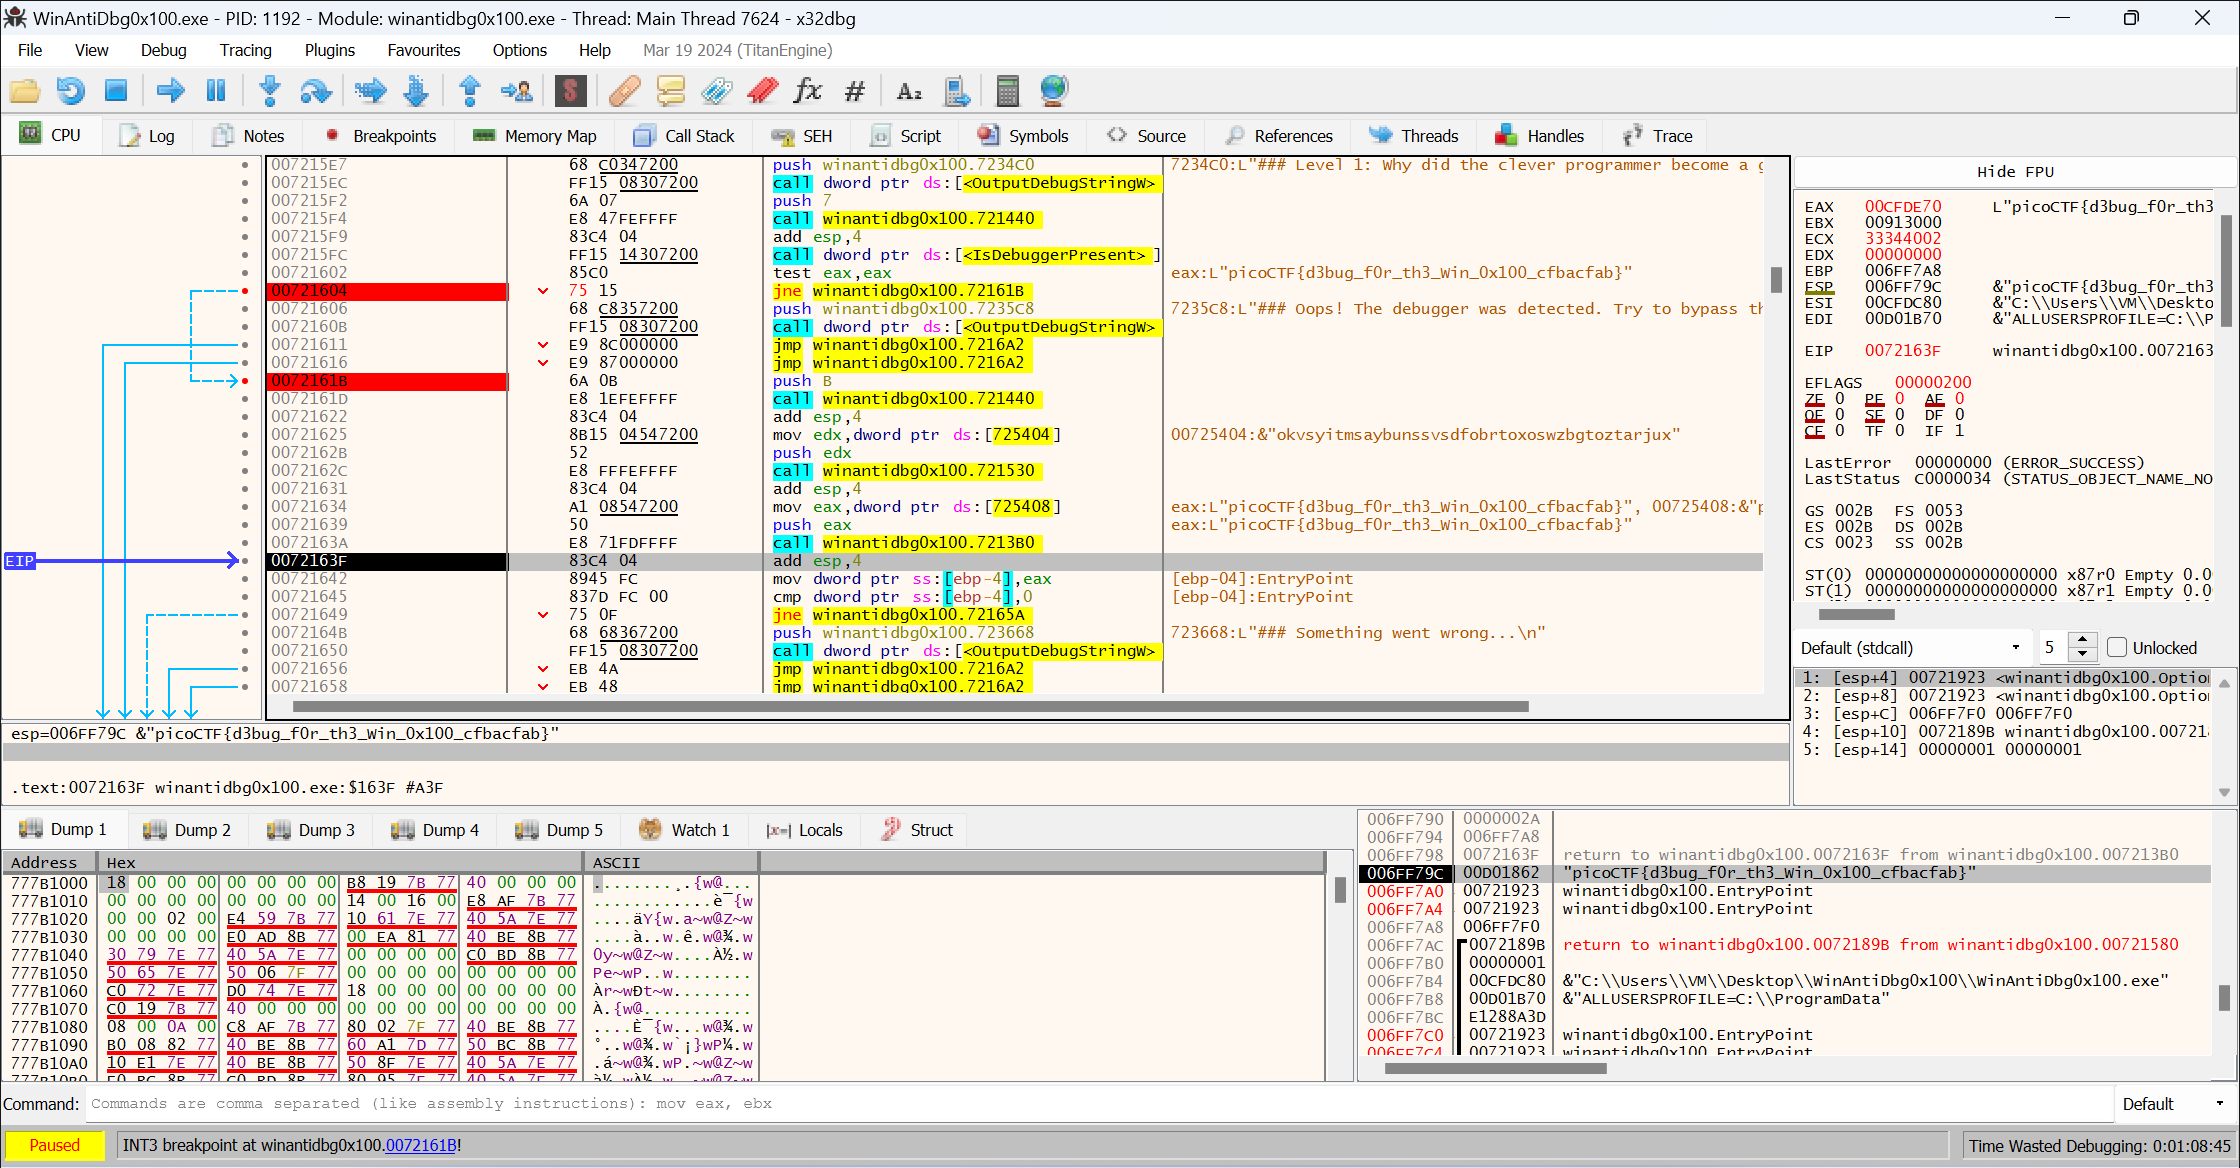 WinAntiDbg0x100.exe - PID: 1192 - Module: winantidbg0x100.exe - Thread: Main Thread 7624 - x32dbg
File View Debug Tracing Plugins Favourites Options Help Mar 19 2024 (TitanEngine)
CPU Log Notes Breakpoints Memory Map Call Stack SEH Script Symbols Source References Threads Handles Trace
007215E7 68 C0347200 push winantidbg0x100.7234C0 7234C0:L"### Level 1: Why did the clever programmer become a g
007215EC FF15 08307200 call dword ptr ds:[<OutputDebugStringW>
007215F2 6A 07 push 7
007215F4 E8 47FEFFFF call winantidbg0x100.721440
007215F9 83C4 04 add esp,4
007215FC FF15 14307200 call dword ptr ds:[<IsDebuggerPresent>]
00721602 85C0 test eax,eax eax:L"picoCTF{d3bug_f0r_th3_Win_0x100_cfbacfab}"
00721604 75 15 jne winantidbg0x100.72161B
00721606 68 C8357200 push winantidbg0x100.7235C8 7235C8:L"### Oops! The debugger was detected. Try to bypass th
0072160B FF15 08307200 call dword ptr ds:[<OutputDebugStringW>
00721611 E9 8C000000 jmp winantidbg0x100.7216A2
00721616 E9 87000000 jmp winantidbg0x100.7216A2
0072161B 6A 0B push B
0072161D E8 1EFEFFFF call winantidbg0x100.721440
00721622 83C4 04 add esp,4
00721625 8B15 04547200 mov edx,dword ptr ds:[725404] 00725404:&"okvsyitmsaybunssvsdfobrtoxoswzbgtoztarjux"
0072162B 52 push edx
0072162C E8 FFFEFFFF call winantidbg0x100.721530
00721631 83C4 04 add esp,4
00721634 A1 08547200 mov eax,dword ptr ds:[725408] eax:L"picoCTF{d3bug_f0r_th3_Win_0x100_cfbacfab}", 00725408:&"p
00721639 50 push eax eax:L"picoCTF{d3bug_f0r_th3_Win_0x100_cfbacfab}"
0072163A E8 71FDFFFF call winantidbg0x100.7213B0
EIP 0072163F 83C4 04 add esp,4
00721642 8945 FC mov dword ptr ss:[ebp-4],eax [ebp-04]:EntryPoint
00721645 837D FC 00 cmp dword ptr ss:[ebp-4],0 [ebp-04]:EntryPoint
00721649 75 0F jne winantidbg0x100.72165A
0072164B 68 68367200 push winantidbg0x100.723668 723668:L"### Something went wrong...\n"
00721650 FF15 08307200 call dword ptr ds:[<OutputDebugStringW>
00721656 EB 4A jmp winantidbg0x100.7216A2
00721658 EB 48 jmp winantidbg0x100.7216A2
Hide FPU
EAX 00CFDE70 L"picoCTF{d3bug_f0r_th3
EBX 00913000
ECX 33344002
EDX 00000000
EBP 006FF7A8
ESP 006FF79C &"picoCTF{d3bug_f0r_th3
ESI 00CFDC80 &"C:\\Users\\VM\\Deskto
EDI 00D01B70 &"ALLUSERSPROFILE=C:\\P
EIP 0072163F winantidbg0x100.0072163
EFLAGS 00000200
ZF 0 PF 0 AF 0
OF 0 SF 0 DF 0
CF 0 TF 0 IF 1
LastError 00000000 (ERROR_SUCCESS)
LastStatus C0000034 (STATUS_OBJECT_NAME_NO
GS 002B FS 0053
ES 002B DS 002B
CS 0023 SS 002B
ST(0) 00000000000000000000 x87r0 Empty 0.0
ST(1) 00000000000000000000 x87r1 Empty 0.0
Default (stdcall) 5 Unlocked
1: [esp+4] 00721923 <winantidbg0x100.Optio
2: [esp+8] 00721923 <winantidbg0x100.Optio
3: [esp+C] 006FF7F0 006FF7F0
4: [esp+10] 0072189B winantidbg0x100.00721
5: [esp+14] 00000001 00000001
esp=006FF79C &"picoCTF{d3bug_f0r_th3_Win_0x100_cfbacfab}"
.text:0072163F winantidbg0x100.exe:$163F #A3F
Dump 1 Dump 2 Dump 3 Dump 4 Dump 5 Watch 1 Locals Struct
Address Hex ASCII
777B1000 18 00 00 00 00 00 00 00 B8 19 7B 77 40 00 00 00 ........¸.{w@...
777B1010 00 00 00 00 00 00 00 00 14 00 16 00 E8 AF 7B 77 ............è¯{w
777B1020 00 00 02 00 E4 59 7B 77 10 61 7E 77 40 5A 7E 77 ....äY{w.a~w@Z~w
777B1030 00 00 00 00 E0 AD 8B 77 00 EA 81 77 40 BE 8B 77 ....à..w.ê.w@¾.w
777B1040 30 79 7E 77 40 5A 7E 77 00 00 00 00 C0 BD 8B 77 0y~w@Z~w....À½.w
777B1050 50 65 7E 77 50 06 7F 77 00 00 00 00 00 00 00 00 Pe~wP..w........
777B1060 C0 72 7E 77 D0 74 7E 77 18 00 00 00 00 00 00 00 Àr~wÐt~w........
777B1070 C0 19 7B 77 40 00 00 00 00 00 00 00 00 00 00 00 À.{w@...........
777B1080 08 00 0A 00 C8 AF 7B 77 80 02 7F 77 40 BE 8B 77 ....È¯{w...w@¾.w
777B1090 B0 08 82 77 40 BE 8B 77 60 A1 7D 77 50 BC 8B 77 °..w@¾.w`¡}wP¼.w
777B10A0 10 E1 7E 77 40 BE 8B 77 50 8F 7E 77 40 5A 7E 77 .á~w@¾.wP.~w@Z~w
006FF790 0000002A
006FF794 006FF7A8
006FF798 0072163F return to winantidbg0x100.0072163F from winantidbg0x100.007213B0
006FF79C 00D01862 "picoCTF{d3bug_f0r_th3_Win_0x100_cfbacfab}"
006FF7A0 00721923 winantidbg0x100.EntryPoint
006FF7A4 00721923 winantidbg0x100.EntryPoint
006FF7A8 006FF7F0
006FF7AC 0072189B return to winantidbg0x100.0072189B from winantidbg0x100.00721580
006FF7B0 00000001
006FF7B4 00CFDC80 &"C:\\Users\\VM\\Desktop\\WinAntiDbg0x100\\WinAntiDbg0x100.exe"
006FF7B8 00D01B70 &"ALLUSERSPROFILE=C:\\ProgramData"
006FF7BC E1288A3D
006FF7C0 00721923 winantidbg0x100.EntryPoint
006FF7C4 00721923 winantidbg0x100.EntryPoint
Command: Commands are comma separated (like assembly instructions): mov eax, ebx Default
Paused INT3 breakpoint at winantidbg0x100.0072161B! Time Wasted Debugging: 0:01:08:45